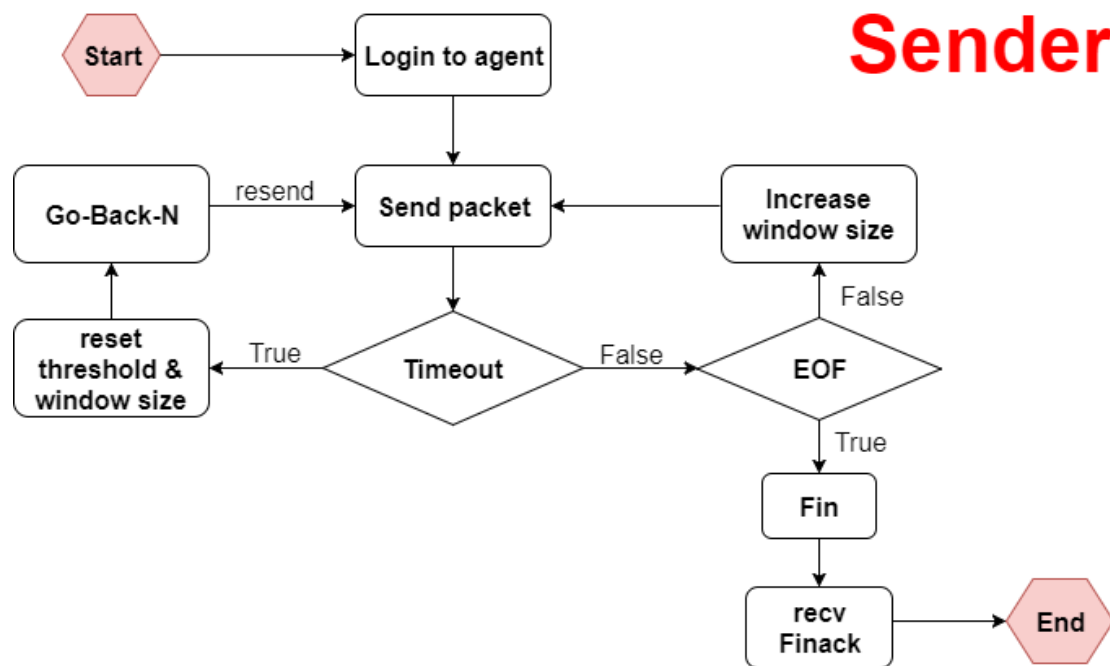 Sender
Start
Login to agent
Go-Back-N
resend
Send packet
Increase
window size
False
reset
threshold &
window size
True
Timeout
False
EOF
True
Fin
recv
Finack
End